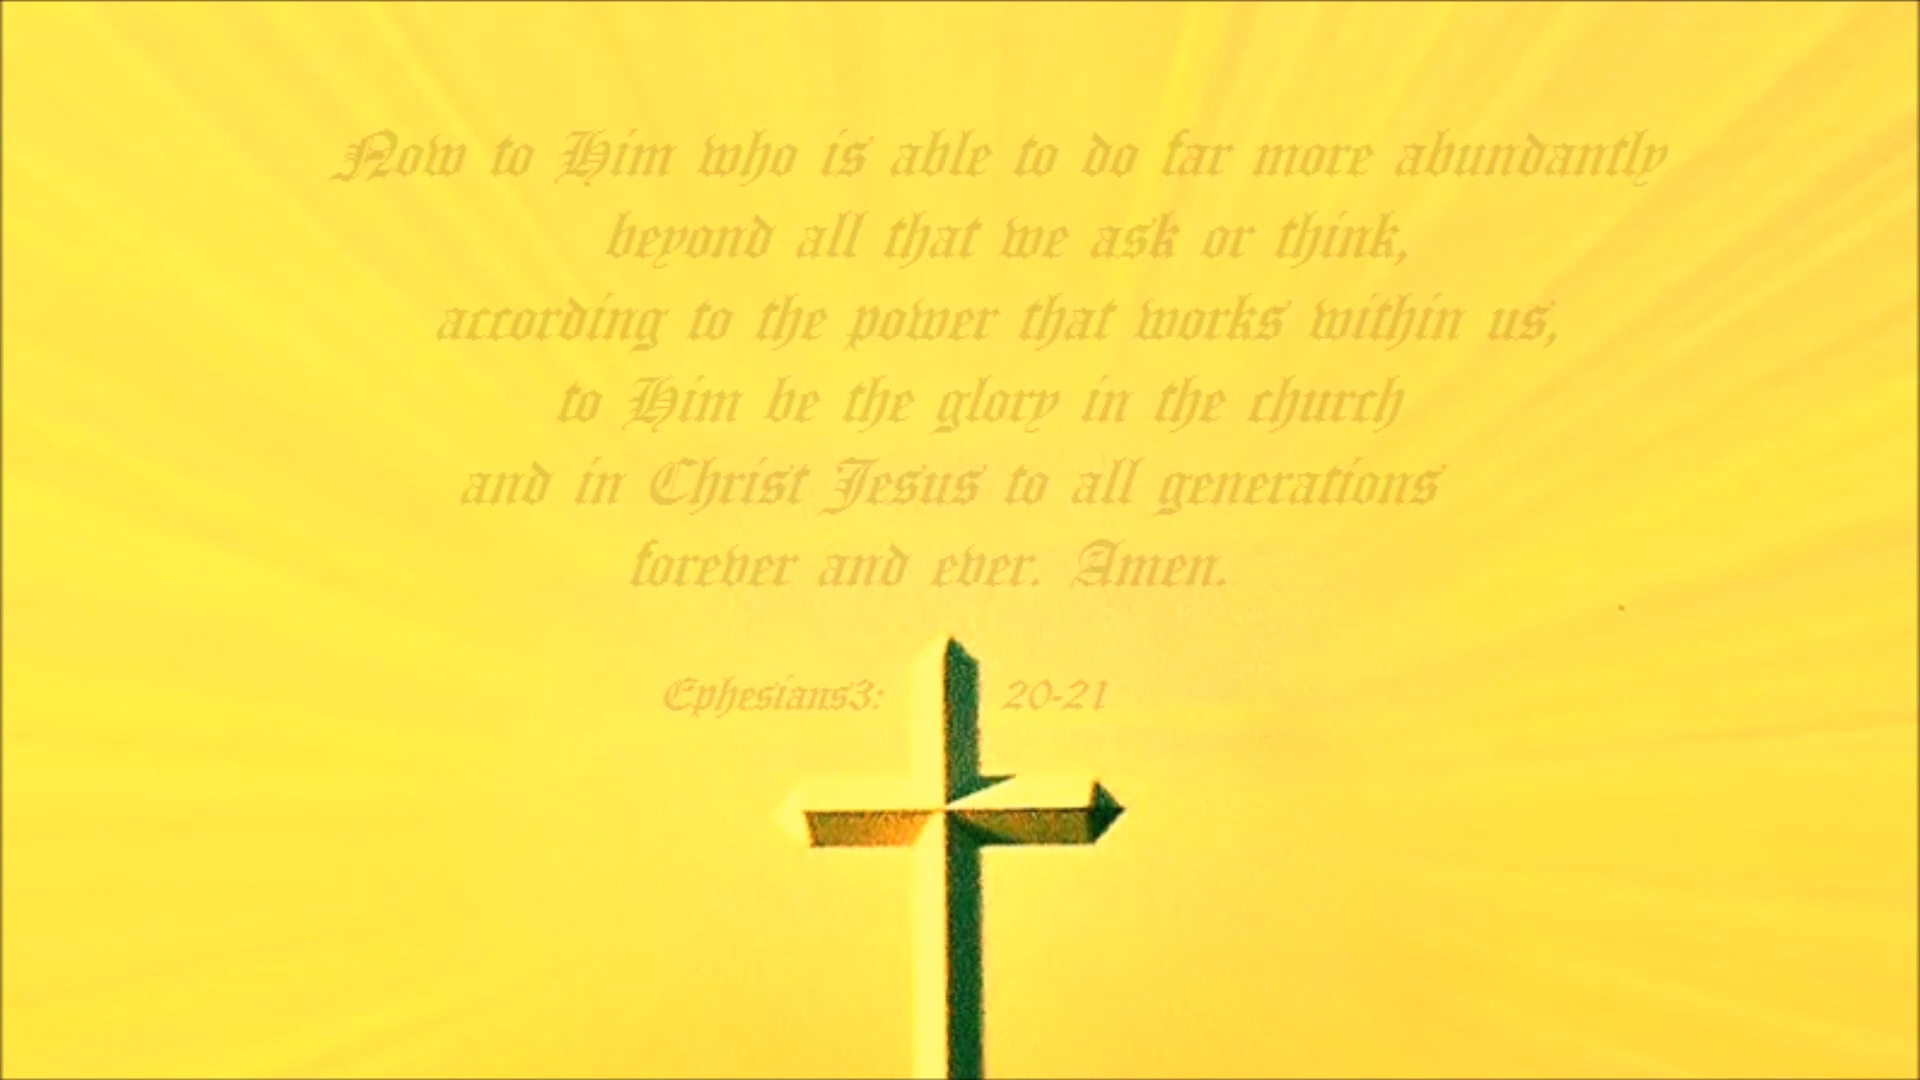 Now to Him who is able to do far more abundantly
beyond all that we ask or think,
according to the power that works within us,
to Him be the glory in the church
and in Christ Jesus to all generations
forever and ever. Amen.
Ephesians3: 20-21